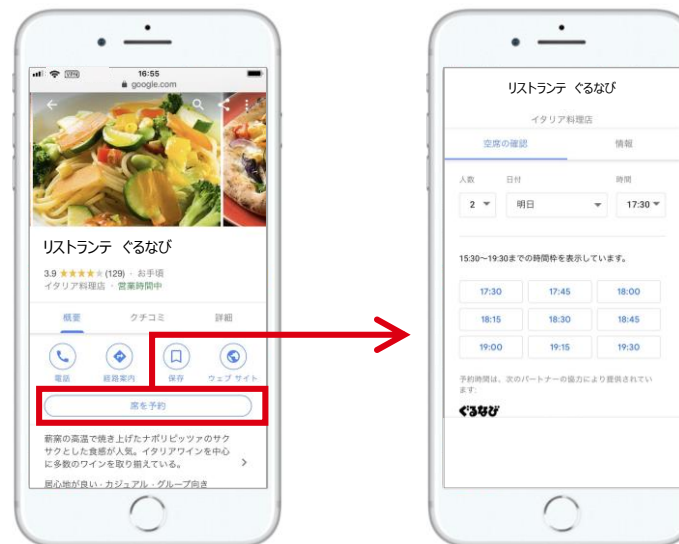 VPN
16:55
google.com
リストランテ ぐるなび
3.9 ★★★★★ (129) · お手頃
イタリア料理店 · 営業時間中
概要
クチコミ
詳細
電話
経路案内
保存
ウェブ サイト
席を予約
薪窯の高温で焼き上げたナポリピッツァのサク
サクとした食感が人気。イタリアワインを中心
に多数のワインを取り揃えている。
居心地が良い · カジュアル · グループ向き
リストランテ ぐるなび
イタリア料理店
空席の確認
情報
人数
日付
時間
2
明日
17:30
15:30〜19:30までの時間枠を表示しています。
17:30
17:45
18:00
18:15
18:30
18:45
19:00
19:15
19:30
予約時間は、次のパートナーの協力により提供されてい
ます:
ぐるなび